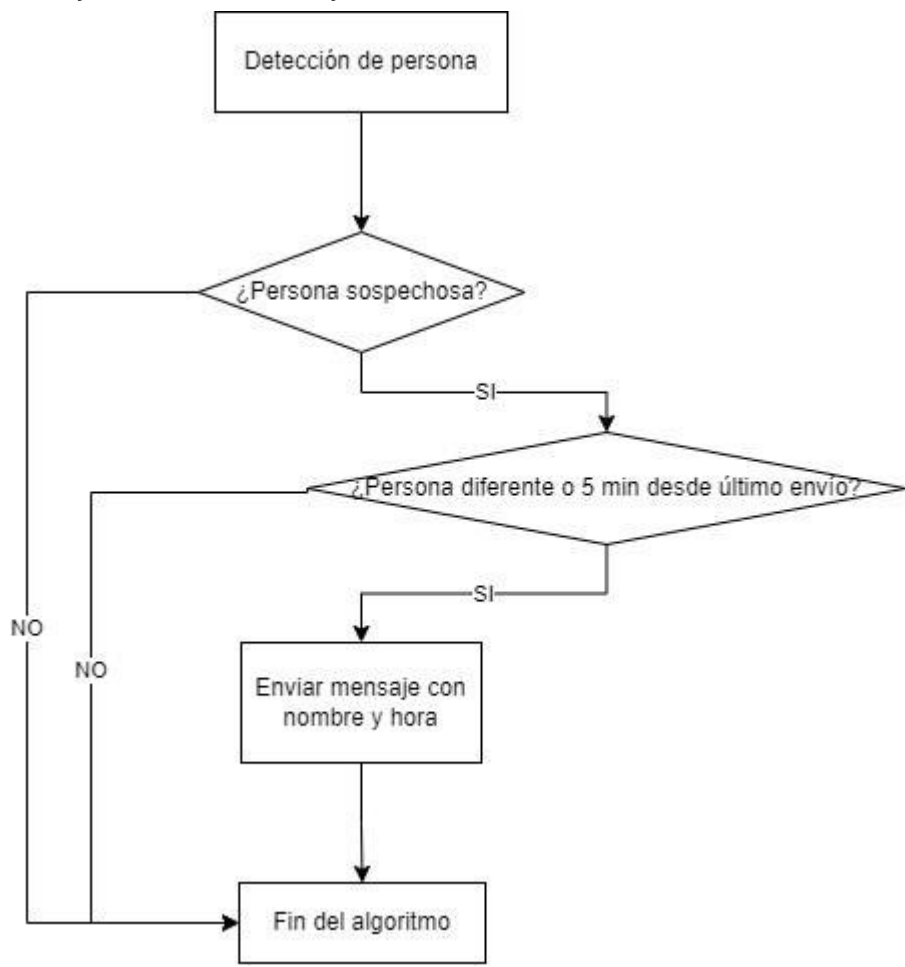 Detección de persona
¿Persona sospechosa?
SI
¿Persona diferente o 5 min desde último envío?
SI
NO
NO
Enviar mensaje con
nombre y hora
Fin del algoritmo